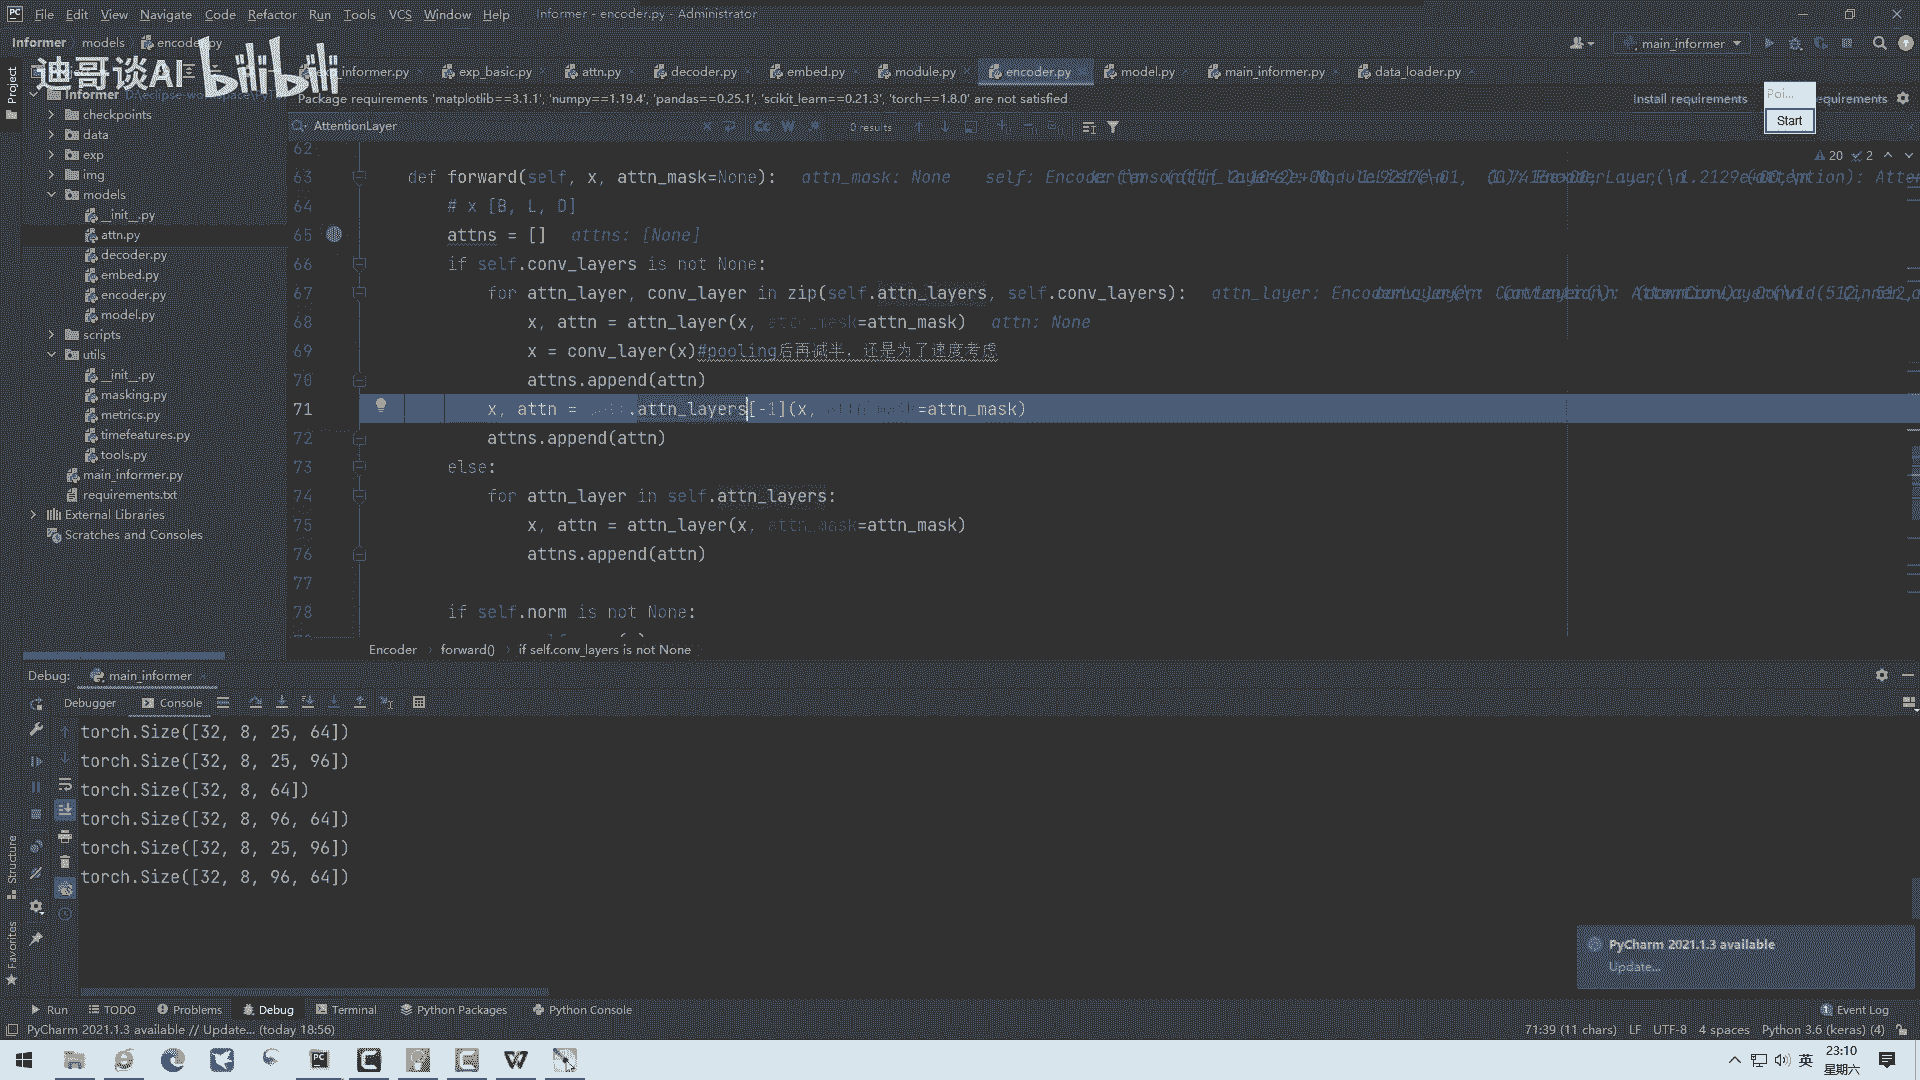 File Edit View Navigate Code Refactor Run Tools VCS Window Help Informer - encoder.py - Administrator
Informer models encoder.py main_informer
迪哥谈AI bilibili
informer.py exp_basic.py attn.py decoder.py embed.py module.py encoder.py model.py main_informer.py data_loader.py
Package requirements 'matplotlib==3.1.1', 'numpy==1.19.4', 'pandas==0.25.1', 'scikit_learn==0.21.3', 'torch==1.8.0' are not satisfied Install requirements
Poi...
Start
AttentionLayer Cc W 0 results
20 2
Project
Informer
checkpoints
data
exp
img
models
__init__.py
attn.py
decoder.py
embed.py
encoder.py
model.py
scripts
utils
__init__.py
masking.py
metrics.py
timefeatures.py
tools.py
main_informer.py
requirements.txt
External Libraries
Scratches and Consoles
62
63 def forward(self, x, attn_mask=None): attn_mask: None self: Encoder
64 # x [B, L, D]
65 attns = [] attns: [None]
66 if self.conv_layers is not None:
67 for attn_layer, conv_layer in zip(self.attn_layers, self.conv_layers): attn_layer:
68 x, attn = attn_layer(x, attn_mask=attn_mask) attn: None
69 x = conv_layer(x)#pooling后再减半，还是为了速度考虑
70 attns.append(attn)
71 x, attn = self.attn_layers[-1](x, attn_mask=attn_mask)
72 attns.append(attn)
73 else:
74 for attn_layer in self.attn_layers:
75 x, attn = attn_layer(x, attn_mask=attn_mask)
76 attns.append(attn)
77
78 if self.norm is not None:
Encoder forward() if self.conv_layers is not None
Debug: main_informer
Debugger Console
torch.Size([32, 8, 25, 64])
torch.Size([32, 8, 25, 96])
torch.Size([32, 8, 64])
torch.Size([32, 8, 96, 64])
torch.Size([32, 8, 25, 96])
torch.Size([32, 8, 96, 64])
Structure
Favorites
PyCharm 2021.1.3 available
Update...
Run TODO Problems Debug Terminal Python Packages Python Console Event Log
PyCharm 2021.1.3 available // Update... (today 18:56) 71:39 (11 chars) LF UTF-8 4 spaces Python 3.6 (keras) (4)
英 23:10
星期六